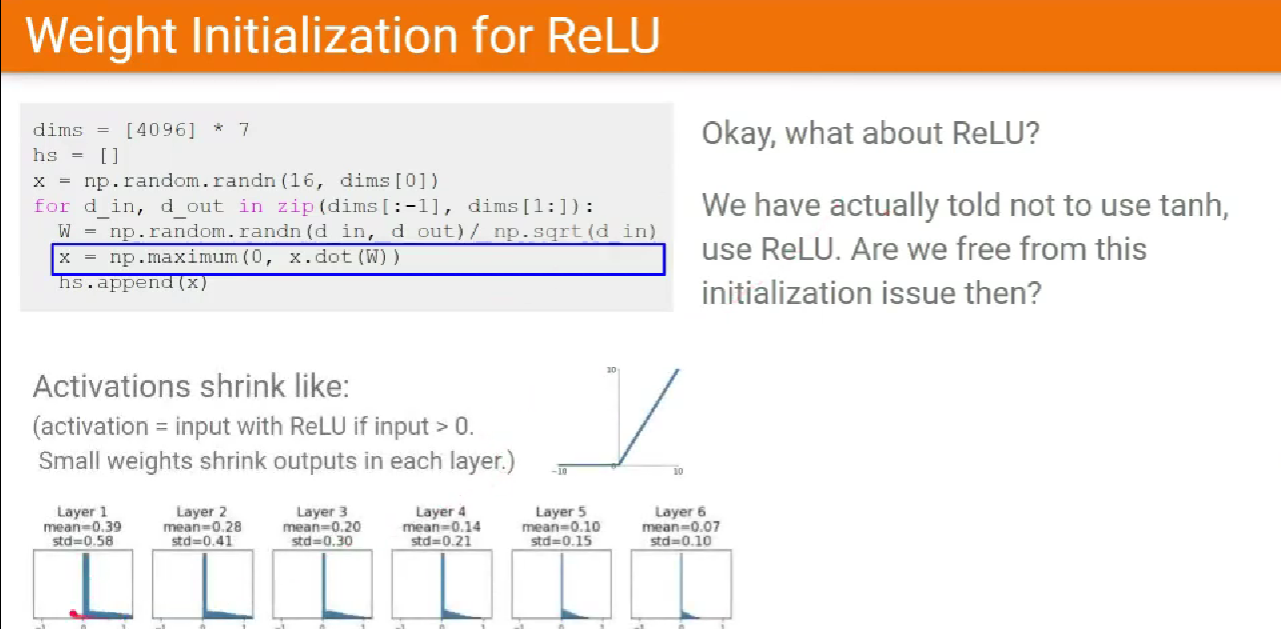 Weight Initialization for ReLU
dims = [4096] * 7
hs = []
x = np.random.randn(16, dims[0])
for d_in, d_out in zip(dims[:-1], dims[1:]):
W = np.random.randn(d_in, d_out)/ np.sqrt(d_in)
x = np.maximum(0, x.dot(W))
hs.append(x)
Okay, what about ReLU?
We have actually told not to use tanh,
use ReLU. Are we free from this
initialization issue then?
Activations shrink like:
(activation = input with ReLU if input > 0.
Small weights shrink outputs in each layer.)
10
-10 0 10
Layer 1 Layer 2 Layer 3 Layer 4 Layer 5 Layer 6
mean=0.39 mean=0.28 mean=0.20 mean=0.14 mean=0.10 mean=0.07
std=0.58 std=0.41 std=0.30 std=0.21 std=0.15 std=0.10